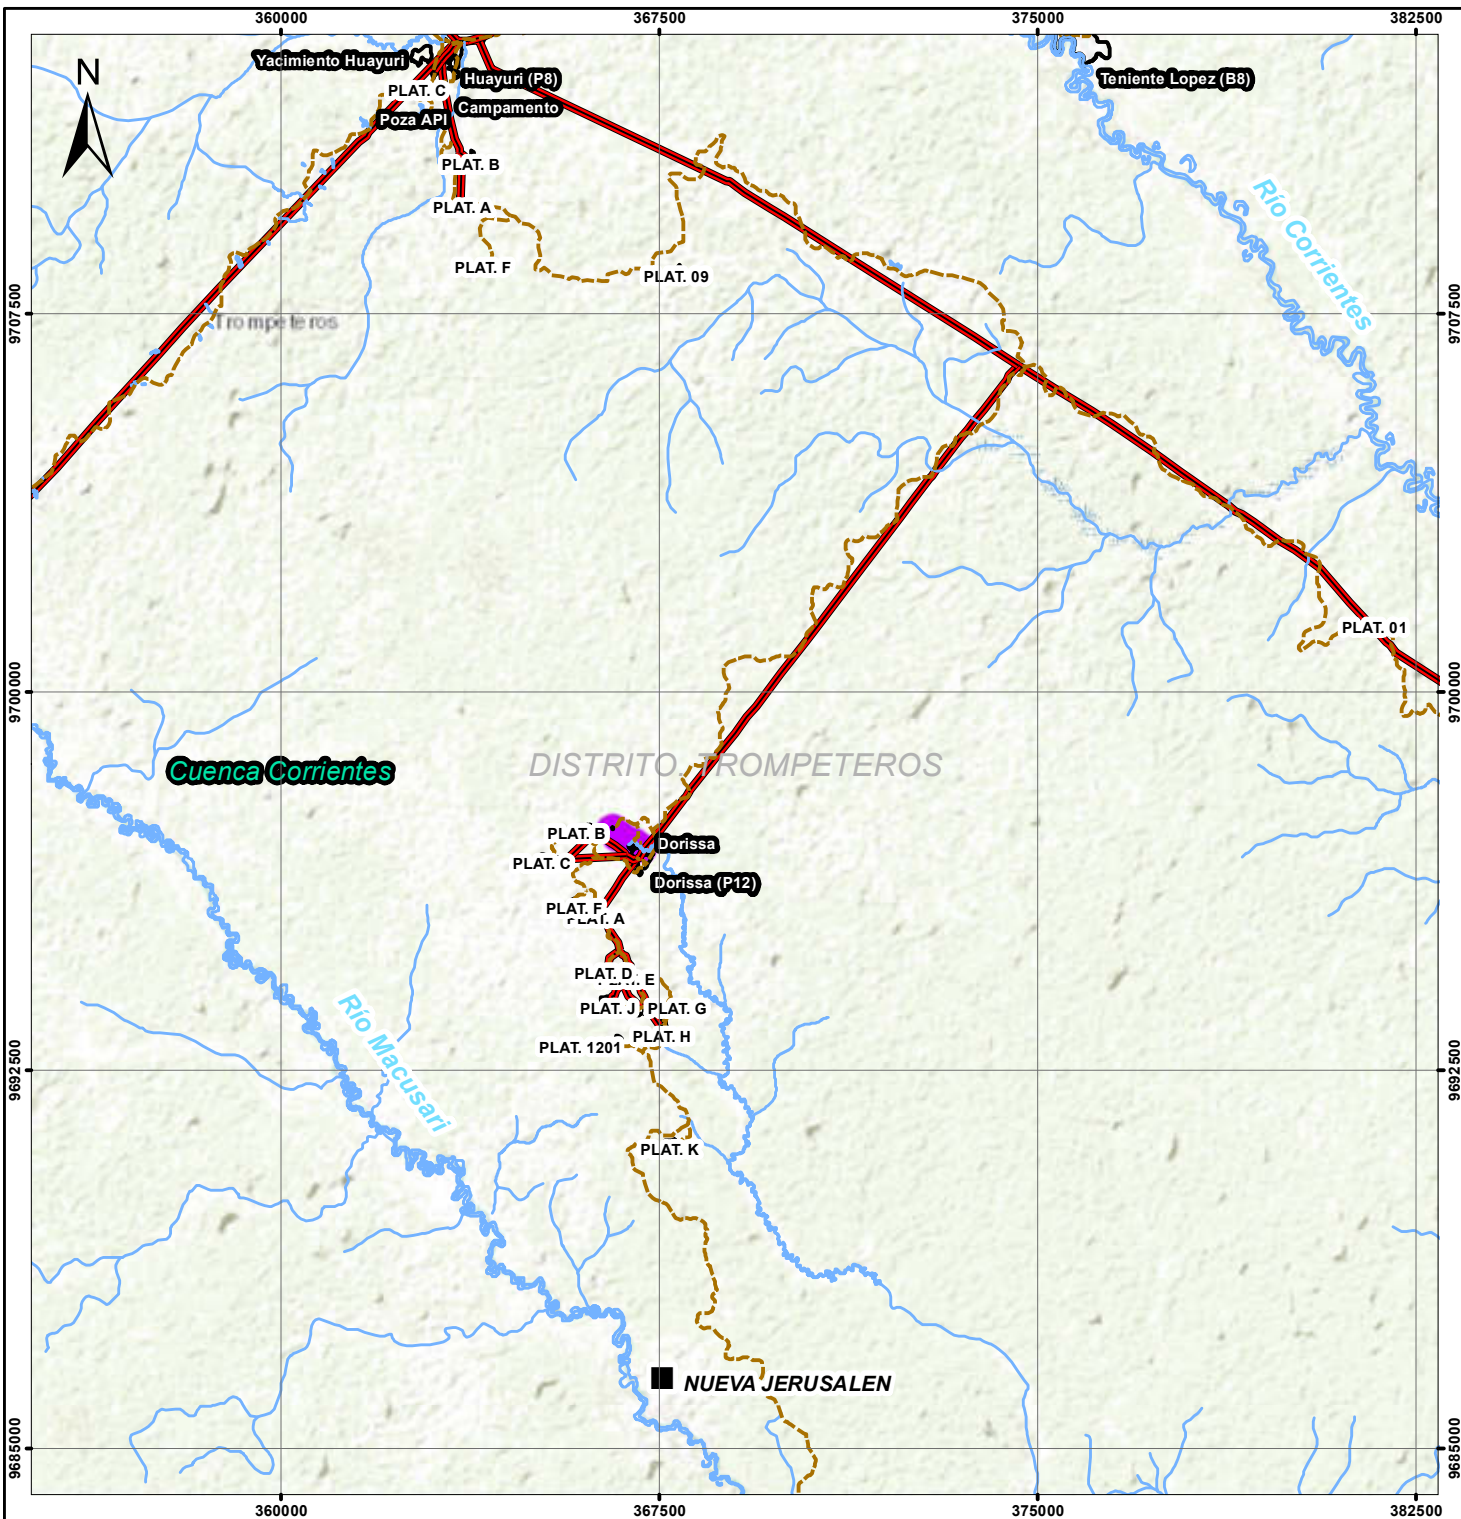 360000
367500
375000
382500
N
Yacimiento Huayuri
Huayuri (P8)
Teniente Lopez (B8)
PLAT. C
Campamento
Poza API
PLAT. B
PLAT. A
Río Corrientes
PLAT. F
PLAT. 09
9707500
9707500
Trompeteros
PLAT. 01
9700000
9700000
Cuenca Corrientes
DISTRITO TROMPETEROS
PLAT. B
Dorissa
PLAT. C
Dorissa (P12)
PLAT. F
PLAT. A
PLAT. D
PLAT. E
PLAT. J
PLAT. G
PLAT. H
PLAT. 1201
Río Macusari
9692500
9692500
PLAT. K
NUEVA JERUSALEN
9685000
9685000
360000
367500
375000
382500